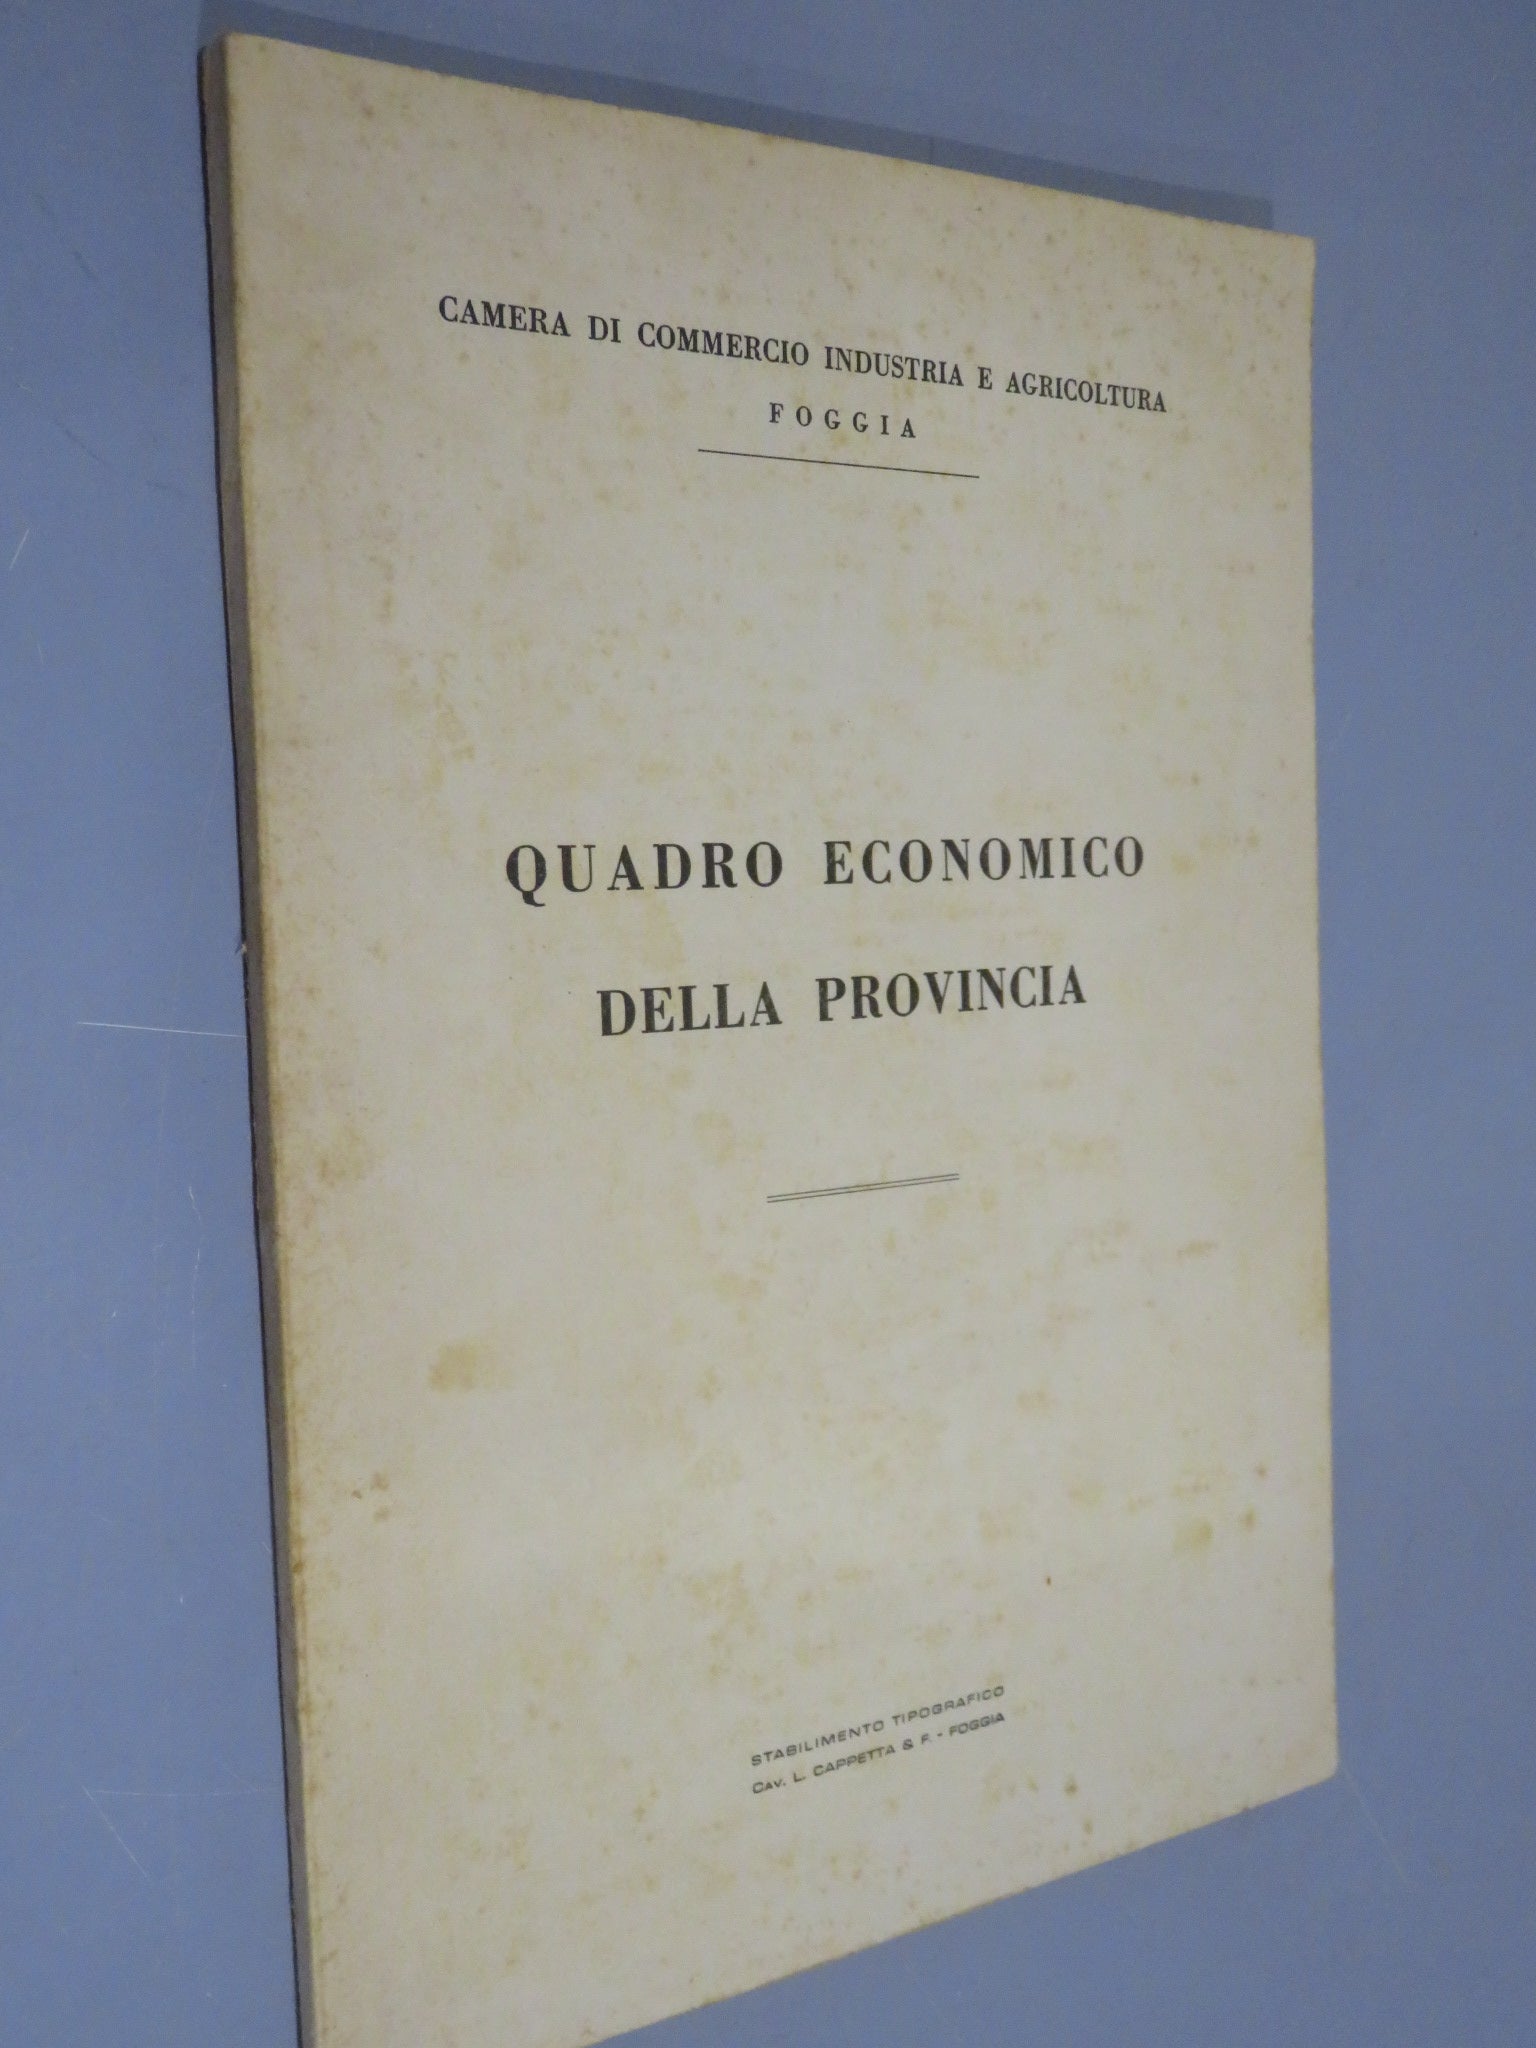 CAMERA DI COMMERCIO INDUSTRIA E AGRICOLTURA
FOGGIA
QUADRO ECONOMICO
DELLA PROVINCIA
STABILIMENTO TIPOGRAFICO
CAV. L. CAPPETTA & F. - FOGGIA